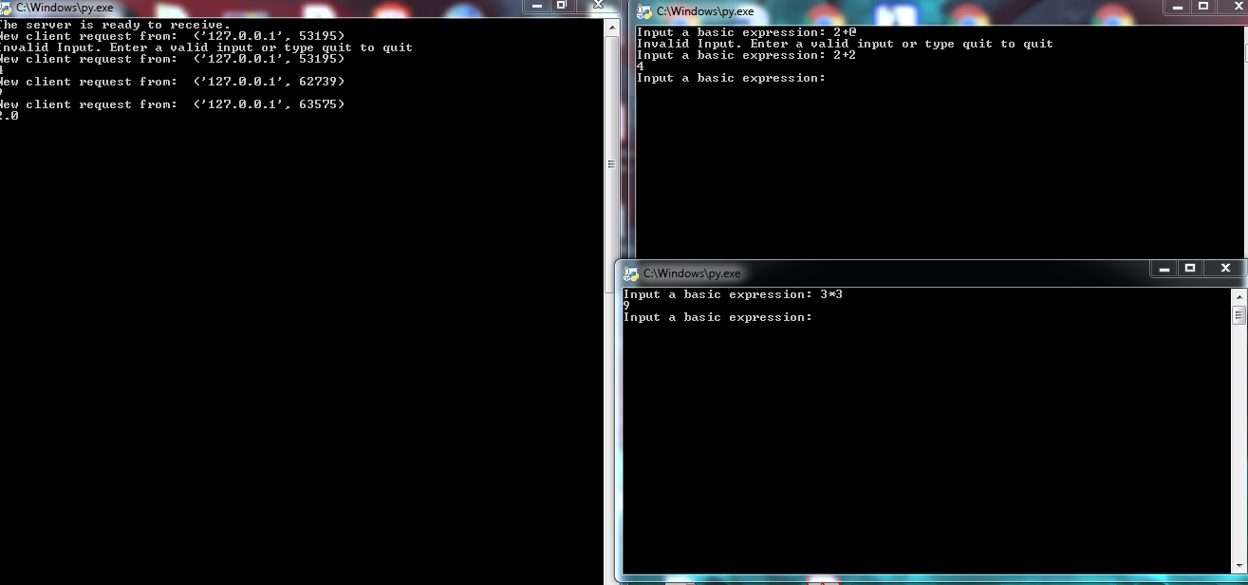 C:\Windows\py.exe
The server is ready to receive.
New client request from:  ('127.0.0.1', 53195)
Invalid Input. Enter a valid input or type quit to quit
New client request from:  ('127.0.0.1', 53195)
4
New client request from:  ('127.0.0.1', 62739)
9
New client request from:  ('127.0.0.1', 63575)
2.0
C:\Windows\py.exe
Input a basic expression: 2+@
Invalid Input. Enter a valid input or type quit to quit
Input a basic expression: 2+2
4
Input a basic expression:
C:\Windows\py.exe
Input a basic expression: 3*3
9
Input a basic expression: